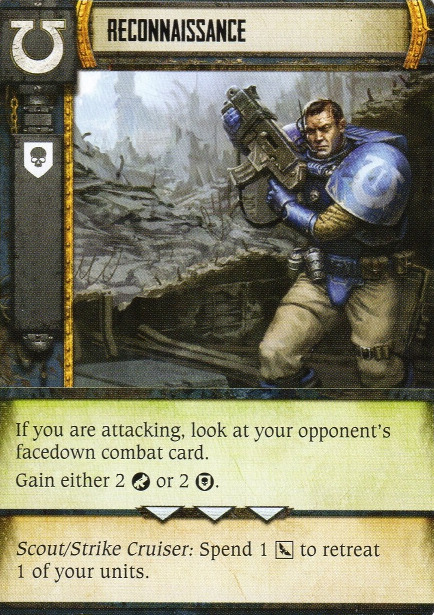 RECONNAISSANCE
If you are attacking, look at your opponent's
facedown combat card.
Gain either 2 or 2 .
Scout/Strike Cruiser: Spend 1 to retreat
1 of your units.